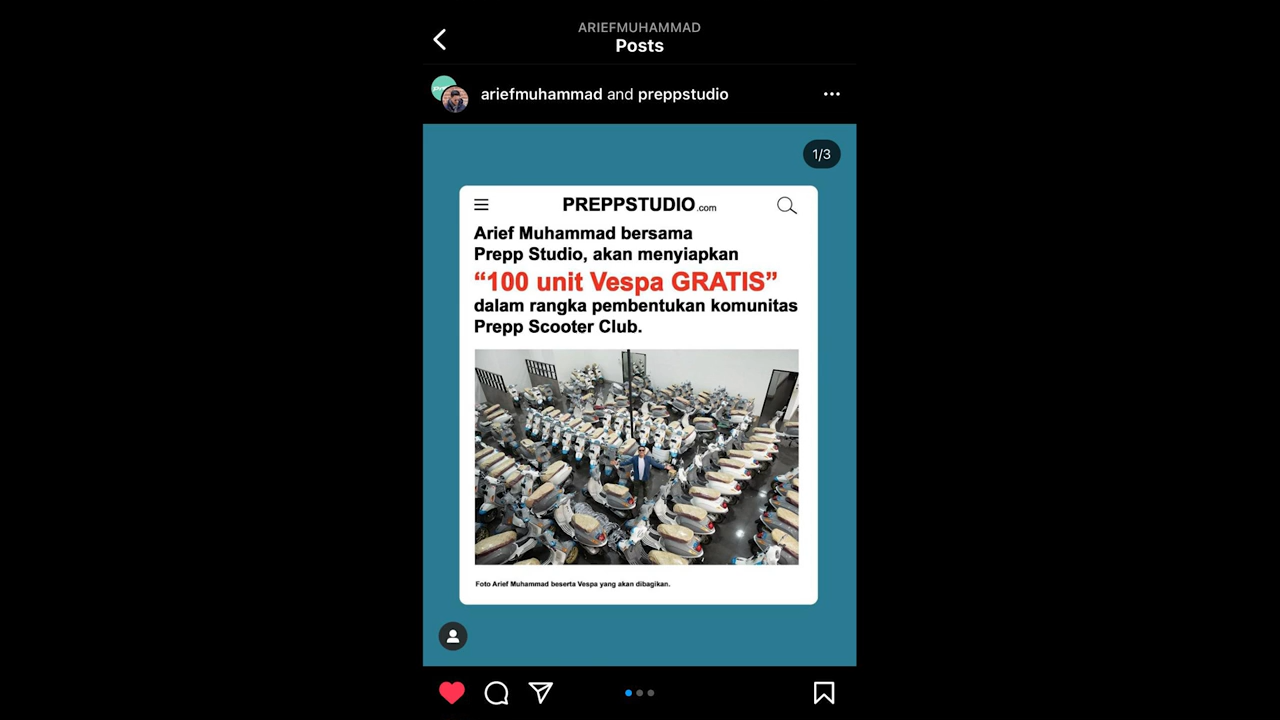 ARIEFMUHAMMAD
Posts
ariefmuhammad and preppstudio
1/3
PREPPSTUDIO.com
Arief Muhammad bersama
Prepp Studio, akan menyiapkan
“100 unit Vespa GRATIS”
dalam rangka pembentukan komunitas
Prepp Scooter Club.
Foto Arief Muhammad beserta Vespa yang akan dibagikan.